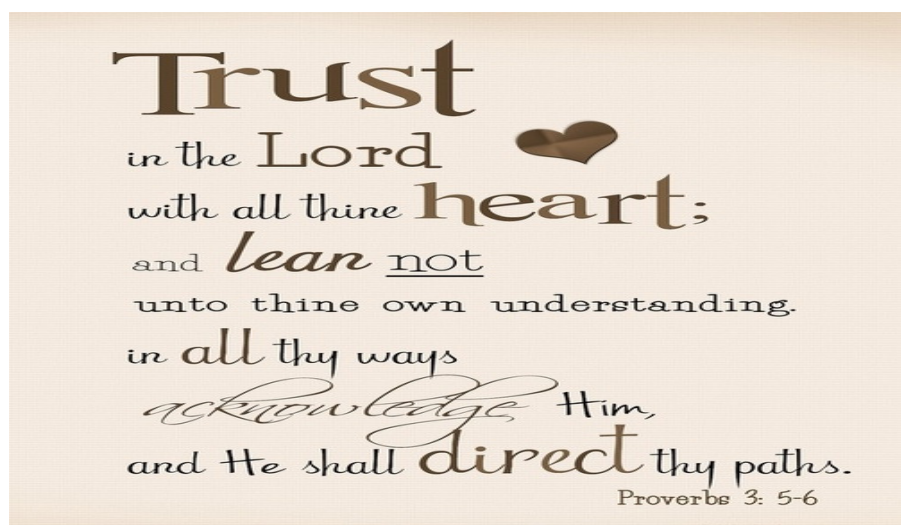 Trust
in the Lord
with all thine heart;
and lean not
unto thine own understanding.
in all thy ways
acknowledge Him,
and He shall direct thy paths.
Proverbs 3: 5-6